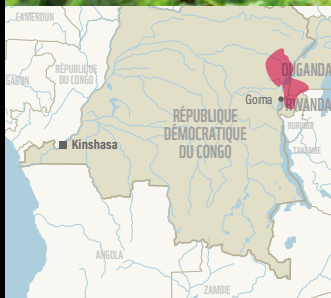 CAMEROUN
GABON
RÉPUBLIQUE
DU CONGO
OUGANDA
Goma
RWANDA
RÉPUBLIQUE
DÉMOCRATIQUE
DU CONGO
BURUNDI
TANZANIE
Kinshasa
ANGOLA
ZAMBIE